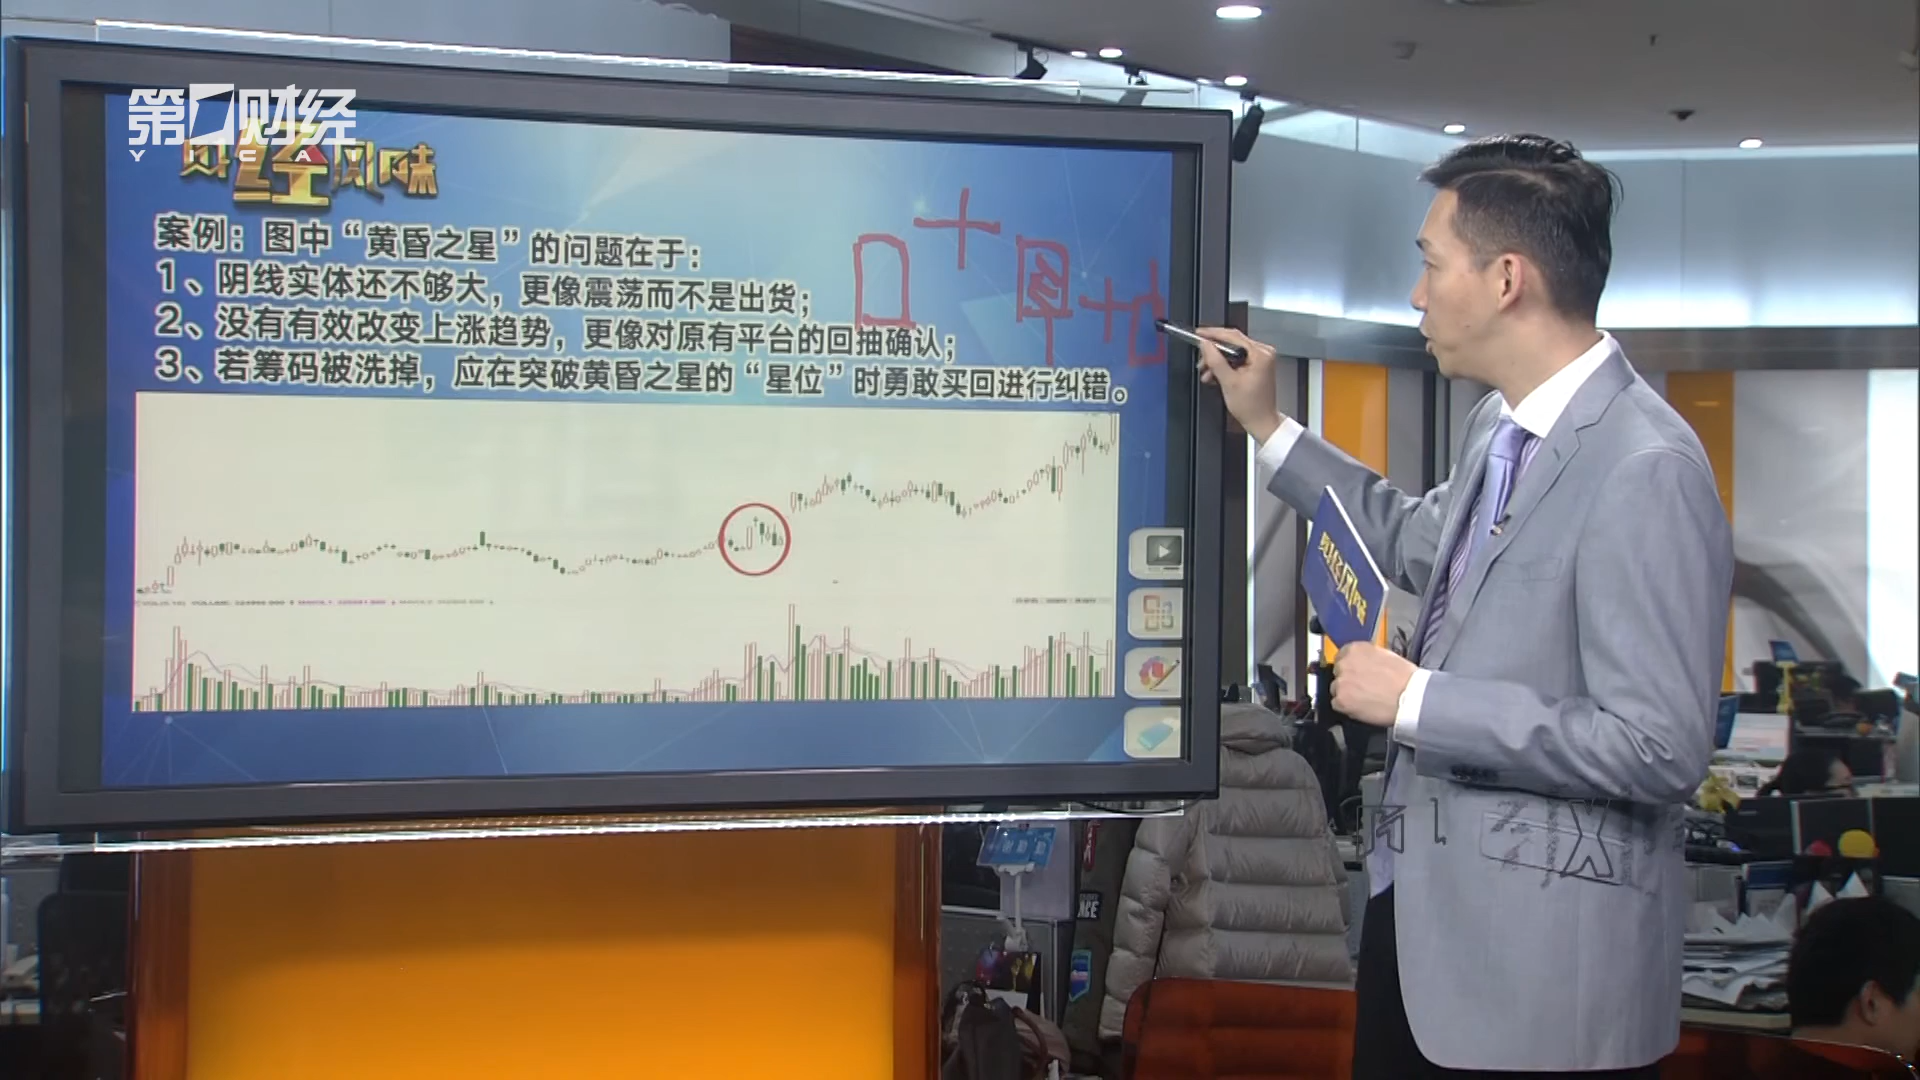 第一财经
YICAI
财经风味
案例：图中“黄昏之星”的问题在于：
1、阴线实体还不够大，更像震荡而不是出货；
2、没有有效改变上涨趋势，更像对原有平台的回抽确认；
3、若筹码被洗掉，应在突破黄昏之星的“星位”时勇敢买回进行纠错。
财经风味